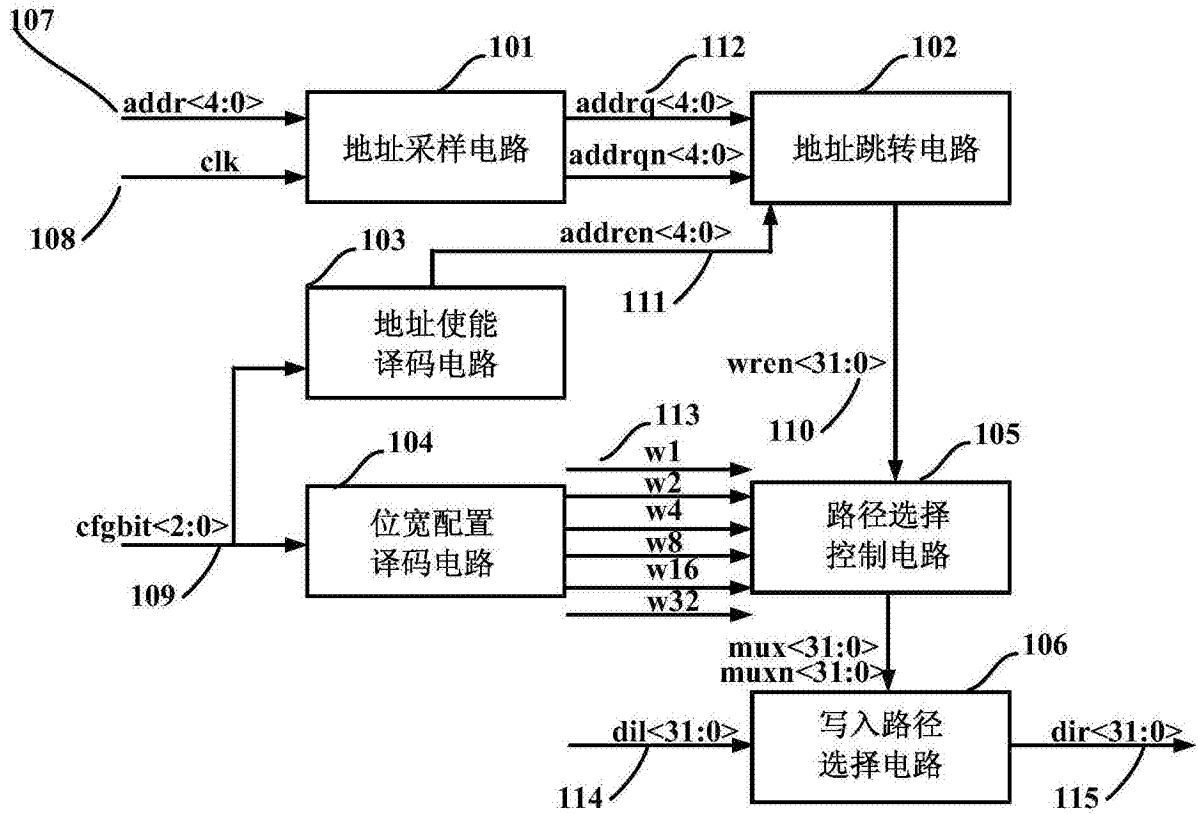 107
101
112
102
addr<4:0>
addrq<4:0>
地址采样电路
地址跳转电路
clk
addrqn<4:0>
108
103
addren<4:0>
111
地址使能
译码电路
wren<31:0>
110
104
113
105
w1
w2
cfgbit<2:0>
位宽配置
译码电路
w4
w8
w16
w32
路径选择
控制电路
109
mux<31:0>
muxn<31:0>
106
dil<31:0>
写入路径
选择电路
dir<31:0>
114
115